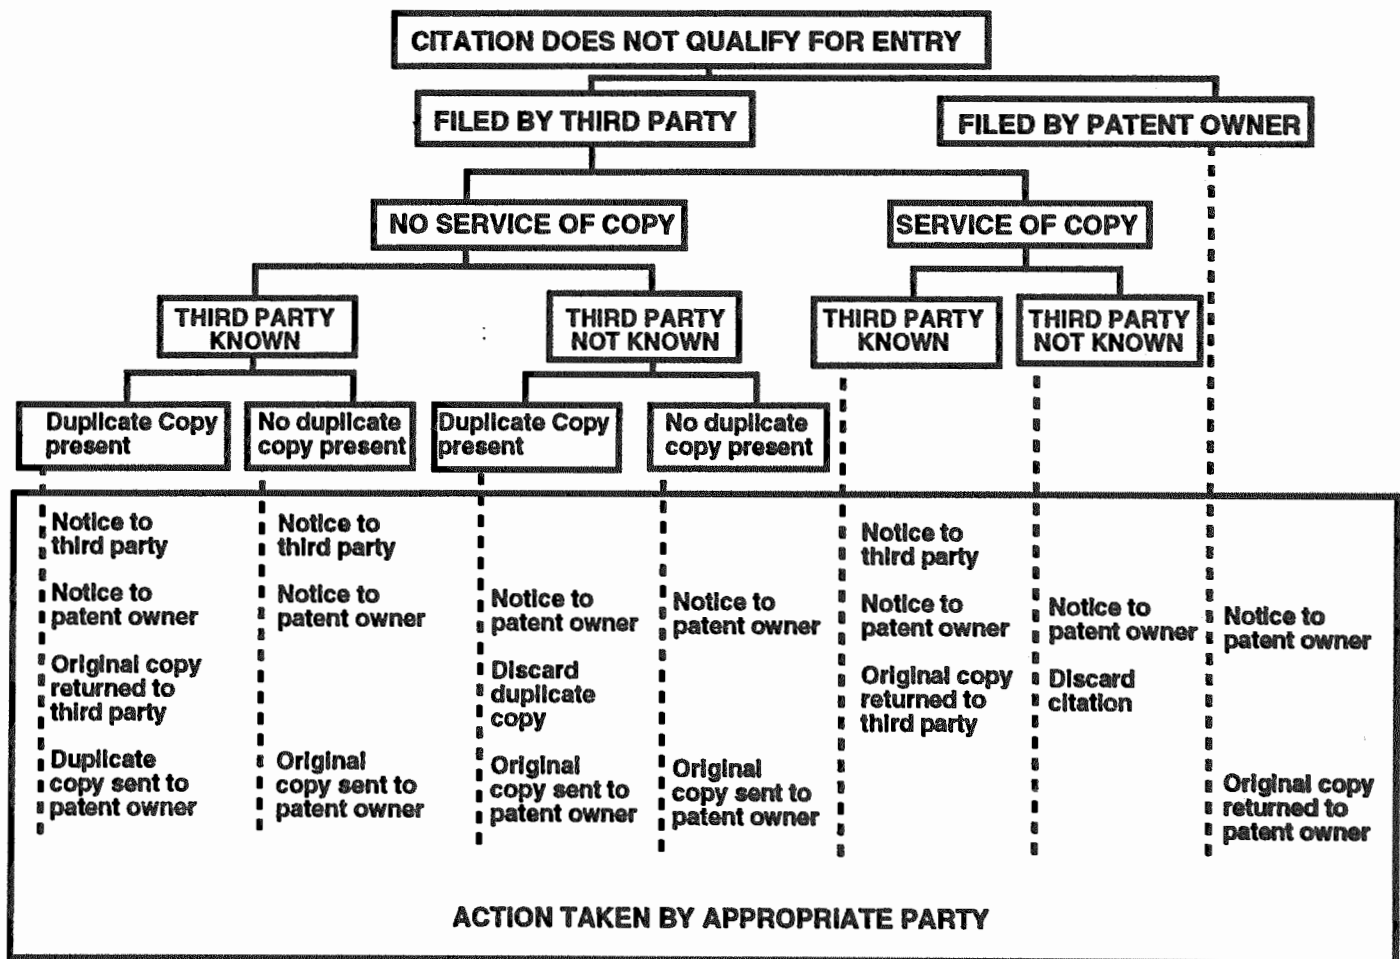 CITATION DOES NOT QUALIFY FOR ENTRY
FILED BY THIRD PARTY
FILED BY PATENT OWNER
NO SERVICE OF COPY
SERVICE OF COPY
THIRD PARTY
KNOWN
THIRD PARTY
NOT KNOWN
THIRD PARTY
KNOWN
THIRD PARTY
NOT KNOWN
Duplicate Copy
present
No duplicate
copy present
Duplicate Copy
present
No duplicate
copy present
Notice to
third party
Notice to
patent owner
Original copy
returned to
third party
Duplicate
copy sent to
patent owner
Notice to
third party
Notice to
patent owner
Original
copy sent to
patent owner
Notice to
patent owner
Discard
duplicate
copy
Original
copy sent to
patent owner
Notice to
patent owner
Original
copy sent to
patent owner
Notice to
third party
Notice to
patent owner
Original copy
returned to
third party
Notice to
patent owner
Discard
citation
Notice to
patent owner
Original copy
returned to
patent owner
ACTION TAKEN BY APPROPRIATE PARTY